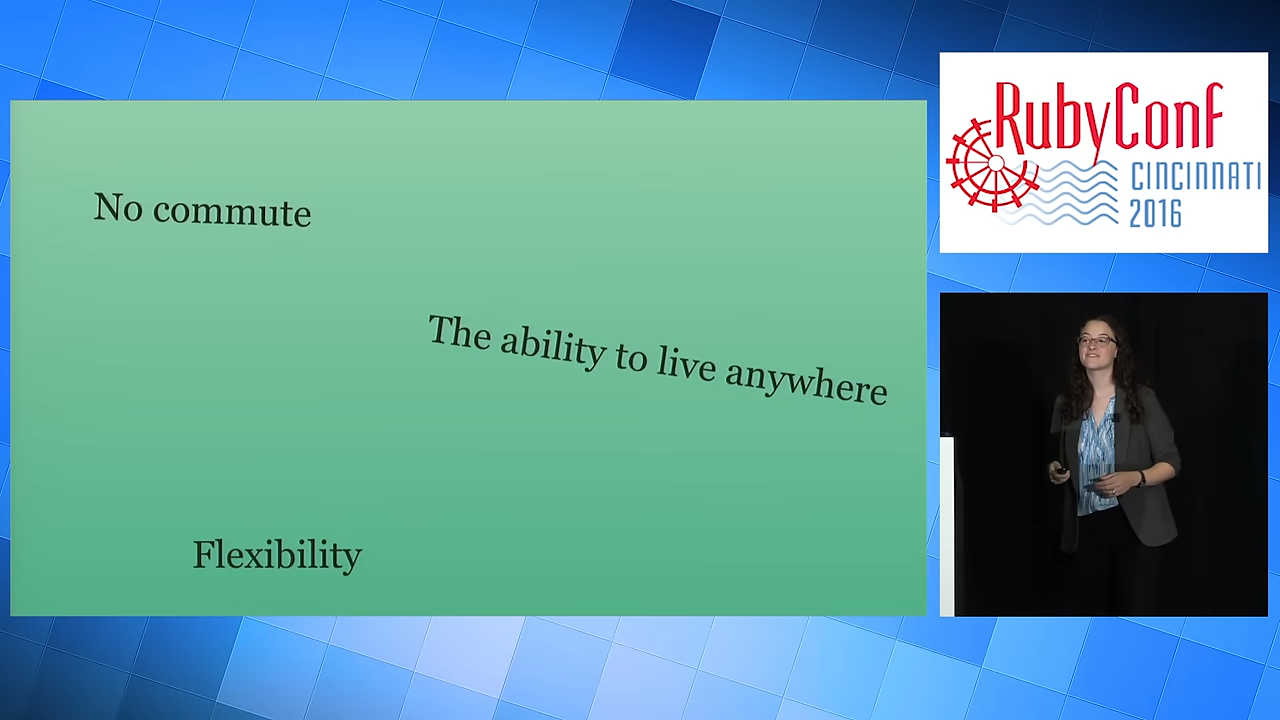 No commute
The ability to live anywhere
Flexibility
RubyConf
CINCINNATI
2016